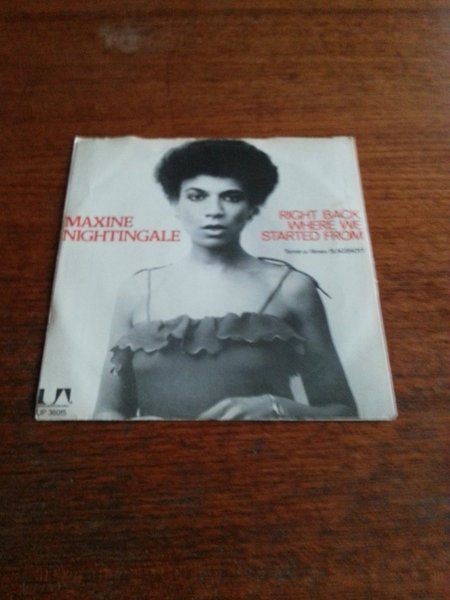 MAXINE
NIGHTINGALE
RIGHT BACK
WHERE WE
STARTED FROM
UA
UP 36015